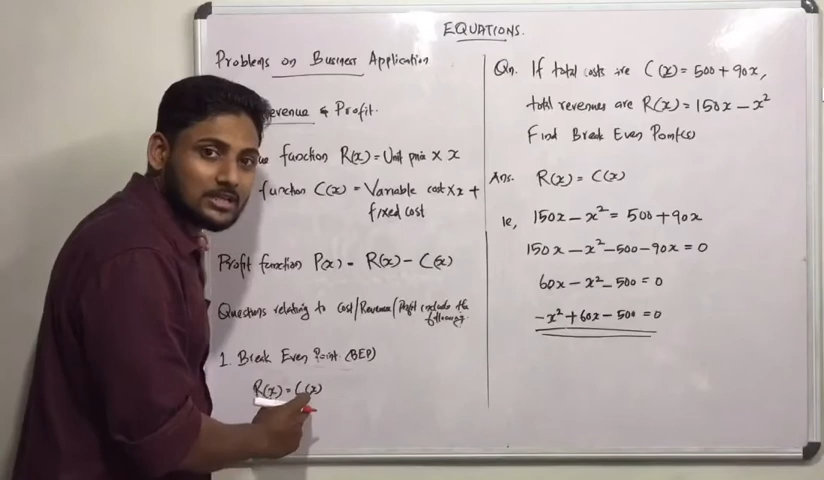 EQUATIONS.
Problems on Business Application
venue & Profit.
ue function R(x) = Unit price × x
function C(x) = Variable cost × x +
fixed cost
Profit function P(x) = R(x) - C(x)
Questions relating to Cost/Revenue/Profit include the
following.
1. Break Even Point (BEP)
R(x) = C(x)
Qn. If total costs are C(x) = 500 + 90x,
total revenues are R(x) = 150x - x²
Find Break Even Point(s)
Ans. R(x) = C(x)
ie, 150x - x² = 500 + 90x
150x - x² - 500 - 90x = 0
60x - x² - 500 = 0
-x² + 60x - 500 = 0